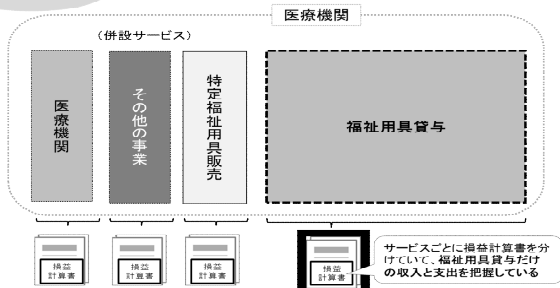 医療機関
(併設サービス)
医療機関
その他の事業
特定福祉用具販売
福祉用具貸与
損益
計算書
損益
計算書
損益
計算書
損益
計算書
サービスごとに損益計算書を分
けていて、福祉用具貸与だけ
の収入と支出を把握している